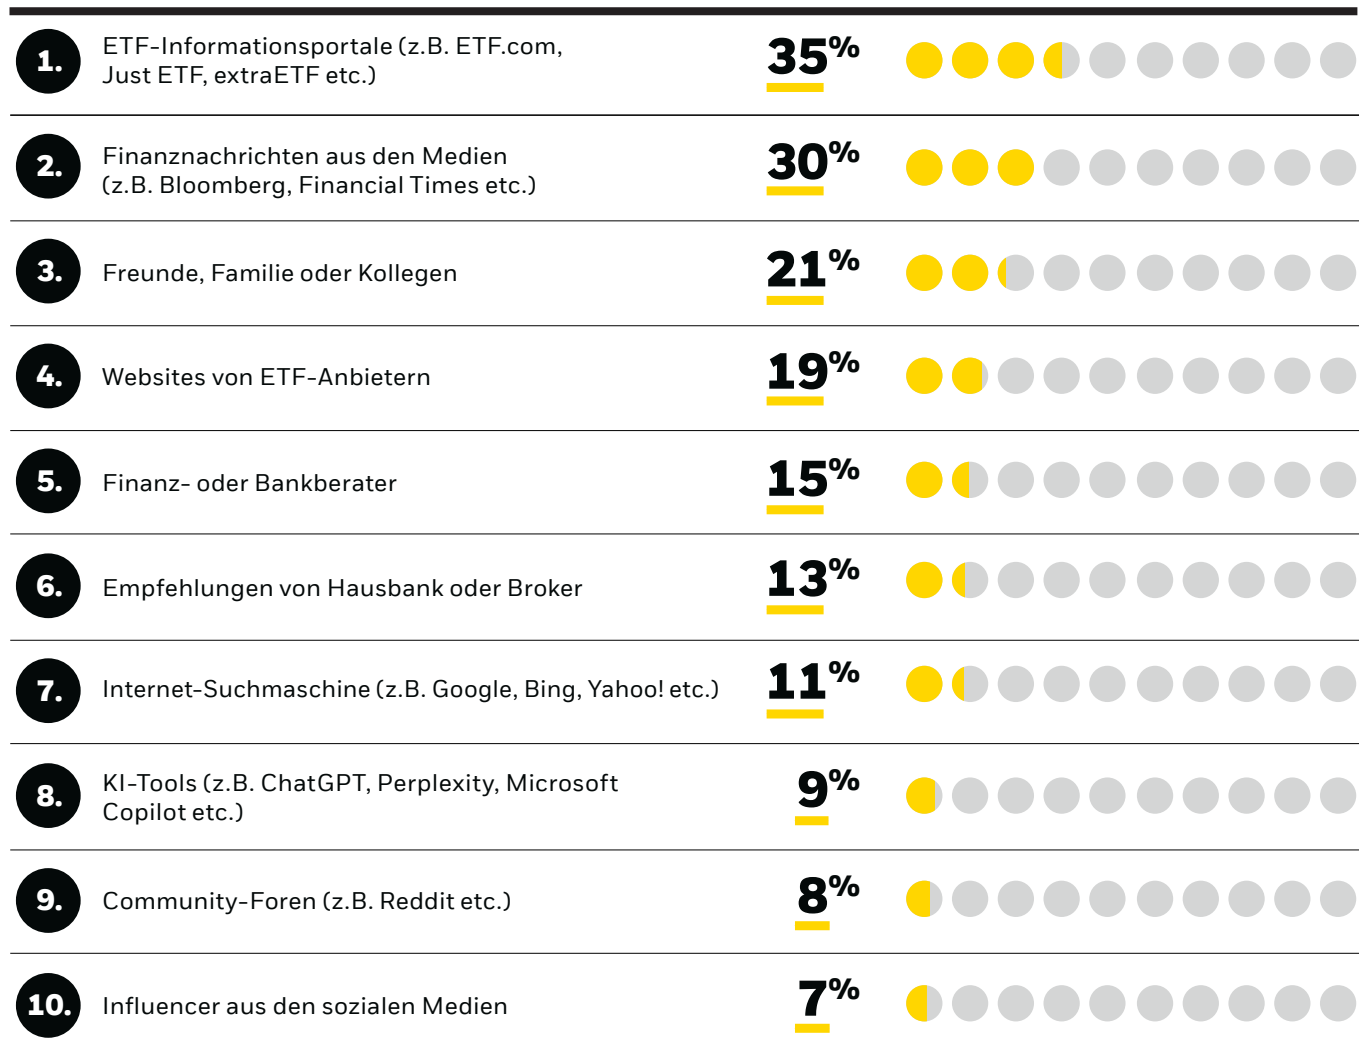 1.
ETF-Informationsportale (z.B. ETF.com,
Just ETF, extraETF etc.)
35%
2.
Finanznachrichten aus den Medien
(z.B. Bloomberg, Financial Times etc.)
30%
3.
Freunde, Familie oder Kollegen
21%
4.
Websites von ETF-Anbietern
19%
5.
Finanz- oder Bankberater
15%
6.
Empfehlungen von Hausbank oder Broker
13%
7.
Internet-Suchmaschine (z.B. Google, Bing, Yahoo! etc.)
11%
8.
KI-Tools (z.B. ChatGPT, Perplexity, Microsoft
Copilot etc.)
9%
9.
Community-Foren (z.B. Reddit etc.)
8%
10.
Influencer aus den sozialen Medien
7%